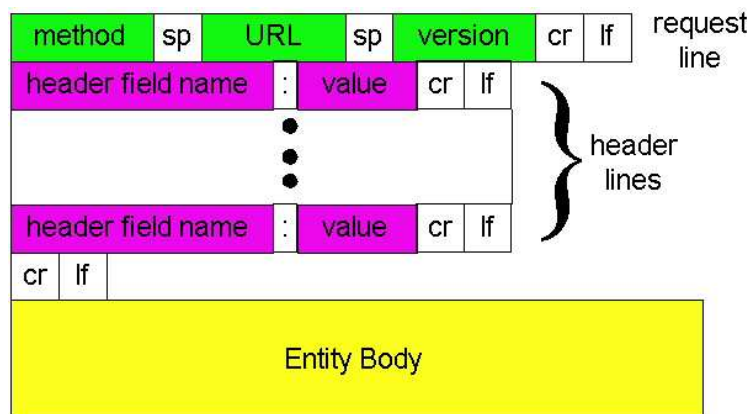 method sp URL sp version cr lf request
line
header field name : value cr lf
header
lines
header field name : value cr lf
cr lf
Entity Body